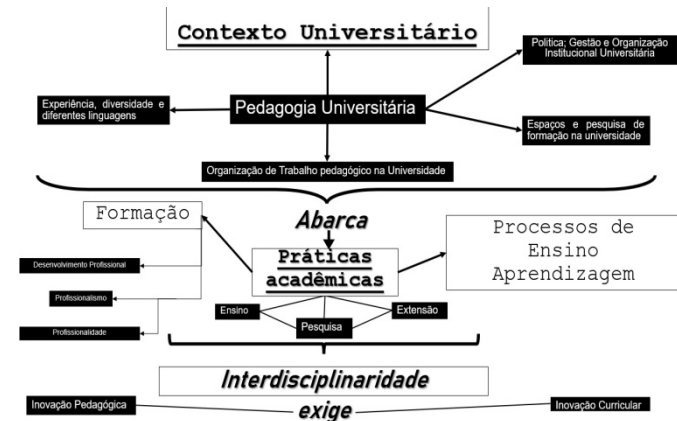 Contexto Universitário
Politica; Gestão e Organização
Institucional Universitária
Experiência, diversidade e
diferentes linguagens
Pedagogia Universitária
Espaços e pesquisa de
formação na universidade
Organização de Trabalho pedagógico na Universidade
Formação
Abarca
Processos de
Ensino
Aprendizagem
Práticas
acadêmicas
Desenvolvimento Profissional
Profissionalismo
Profissionalidade
Ensino
Pesquisa
Extensão
Interdisciplinaridade
exige
Inovação Pedagógica
Inovação Curricular